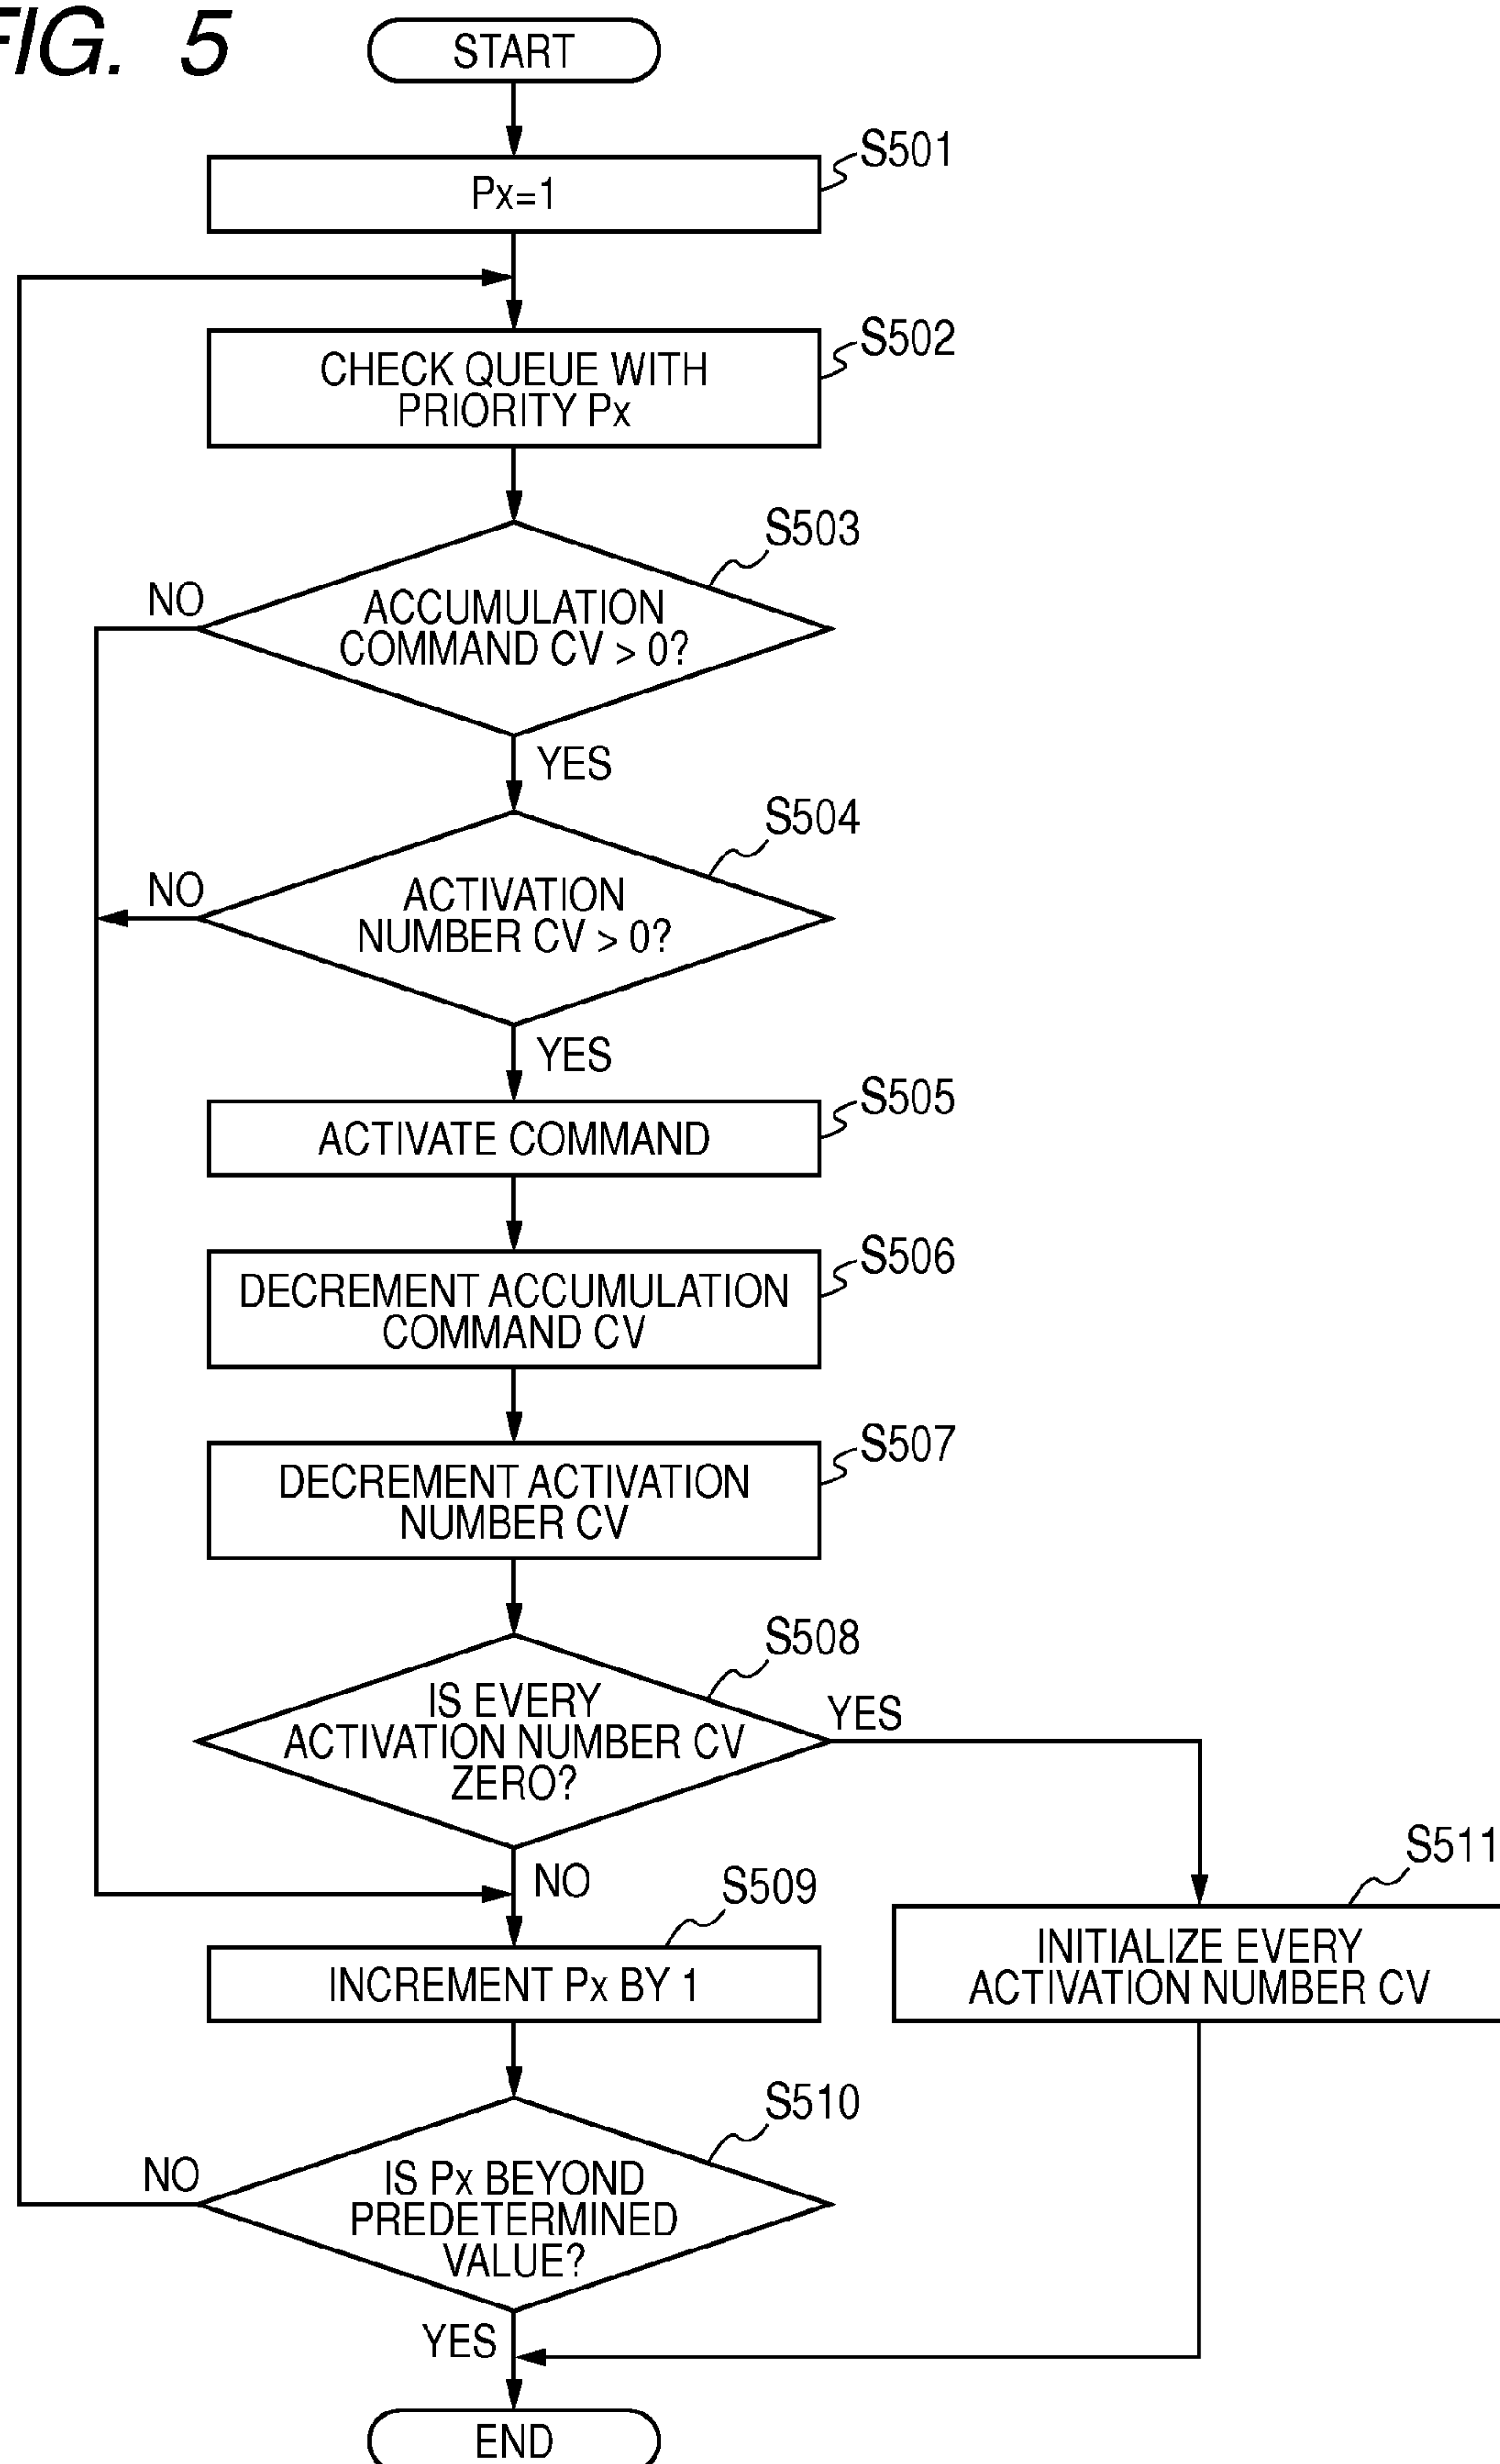 FIG. 5
START
S501
Px=1
S502
CHECK QUEUE WITH
PRIORITY Px
S503
NO
ACCUMULATION
COMMAND CV > 0?
YES
S504
NO
ACTIVATION
NUMBER CV > 0?
YES
S505
ACTIVATE COMMAND
S506
DECREMENT ACCUMULATION
COMMAND CV
S507
DECREMENT ACTIVATION
NUMBER CV
S508
IS EVERY
ACTIVATION NUMBER CV
ZERO?
YES
NO
S509
INCREMENT Px BY 1
S511
INITIALIZE EVERY
ACTIVATION NUMBER CV
S510
NO
IS Px BEYOND
PREDETERMINED
VALUE?
YES
END